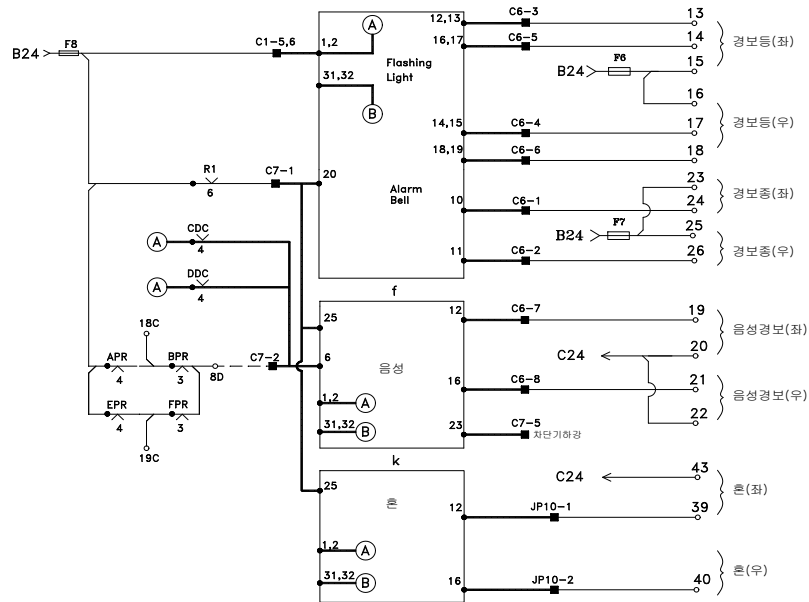 B24
F8
C1-5,6
1,2
A
31,32
B
Flashing
Light
Alarm
Bell
12,13
C6-3
13
16,17
C6-5
14
경보등(좌)
B24
F6
15
16
14,15
C6-4
17
경보등(우)
18,19
C6-6
18
R1
6
C7-1
20
23
경보종(좌)
10
C6-1
24
B24
F7
25
경보종(우)
11
C6-2
26
A
CDC
4
A
DDC
4
f
18C
APR
4
BPR
3
8D
C7-2
EPR
4
FPR
3
19C
25
6
음성
1,2
A
31,32
B
12
C6-7
19
음성경보(좌)
C24
20
16
C6-8
21
음성경보(우)
22
23
C7-5
차단기하강
k
25
혼
C24
43
혼(좌)
12
JP10-1
39
1,2
A
31,32
B
16
JP10-2
40
혼(우)